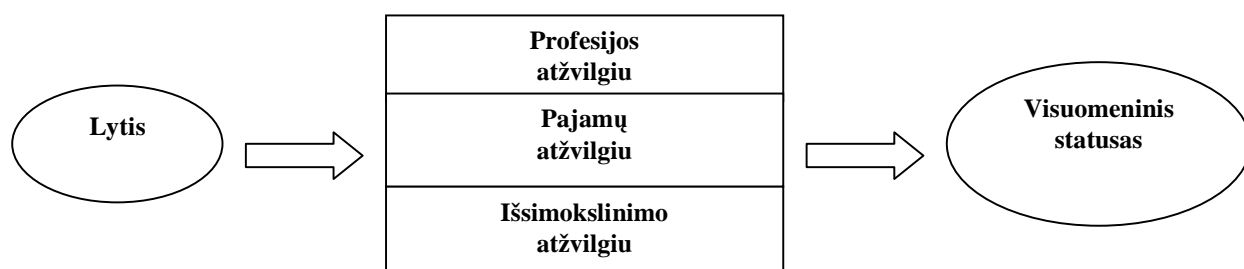 Lytis
Profesijos
atžvilgiu
Pajamų
atžvilgiu
Išsimokslinimo
atžvilgiu
Visuomeninis
statusas